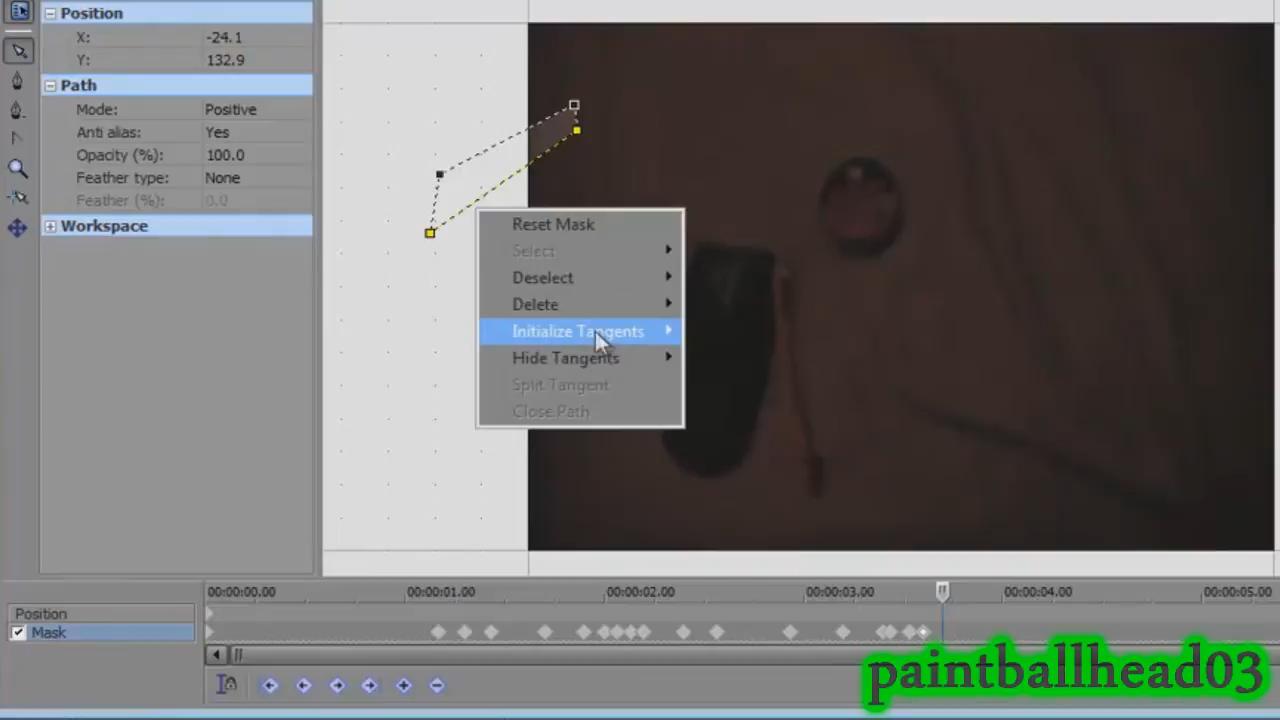 Position
X: -24.1
Y: 132.9
Path
Mode: Positive
Anti alias: Yes
Opacity (%): 100.0
Feather type: None
Feather (%): 0.0
Workspace
Reset Mask
Select
Deselect
Delete
Initialize Tangents
Hide Tangents
Split Tangent
Close Path
00:00:00.00 00:00:01.00 00:00:02.00 00:00:03.00 00:00:04.00 00:00:05.00
Position
Mask
paintballhead03